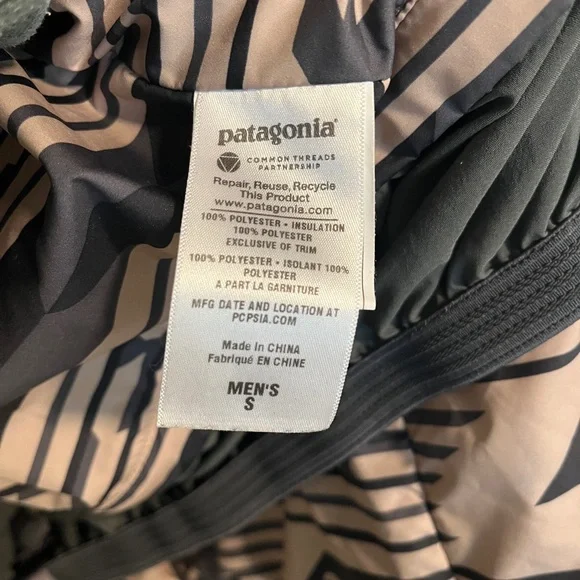 patagonia®
COMMON THREADS
PARTNERSHIP
Repair, Reuse, Recycle
This Product
www.patagonia.com
100% POLYESTER • INSULATION
100% POLYESTER
EXCLUSIVE OF TRIM
100% POLYESTER • ISOLANT 100%
POLYESTER
A PART LA GARNITURE
MFG DATE AND LOCATION AT
PCPSIA.COM
Made in CHINA
Fabriqué EN CHINE
MEN'S
S